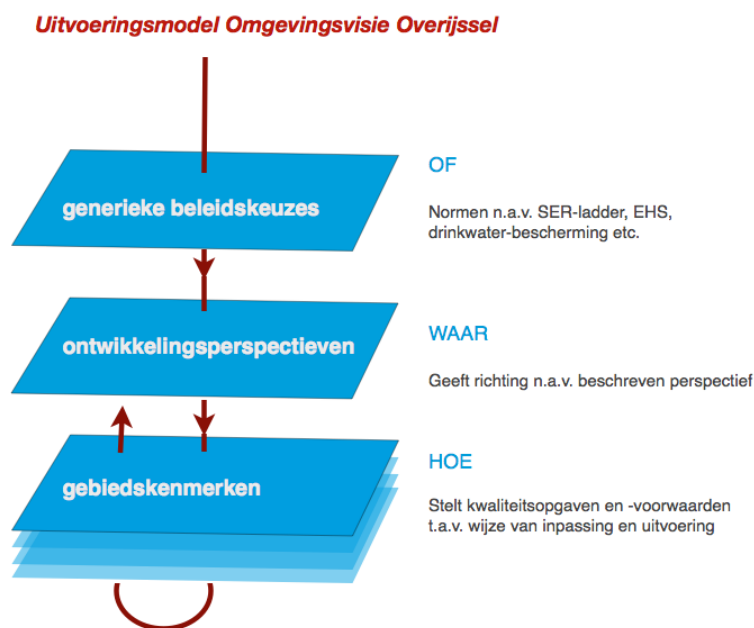 Uitvoeringsmodel Omgevingsvisie Overijssel
generieke beleidskeuzes
OF
Normen n.a.v. SER-ladder, EHS,
drinkwater-bescherming etc.
ontwikkelingsperspectieven
WAAR
Geeft richting n.a.v. beschreven perspectief
gebiedskenmerken
HOE
Stelt kwaliteitsopgaven en -voorwaarden
t.a.v. wijze van inpassing en uitvoering